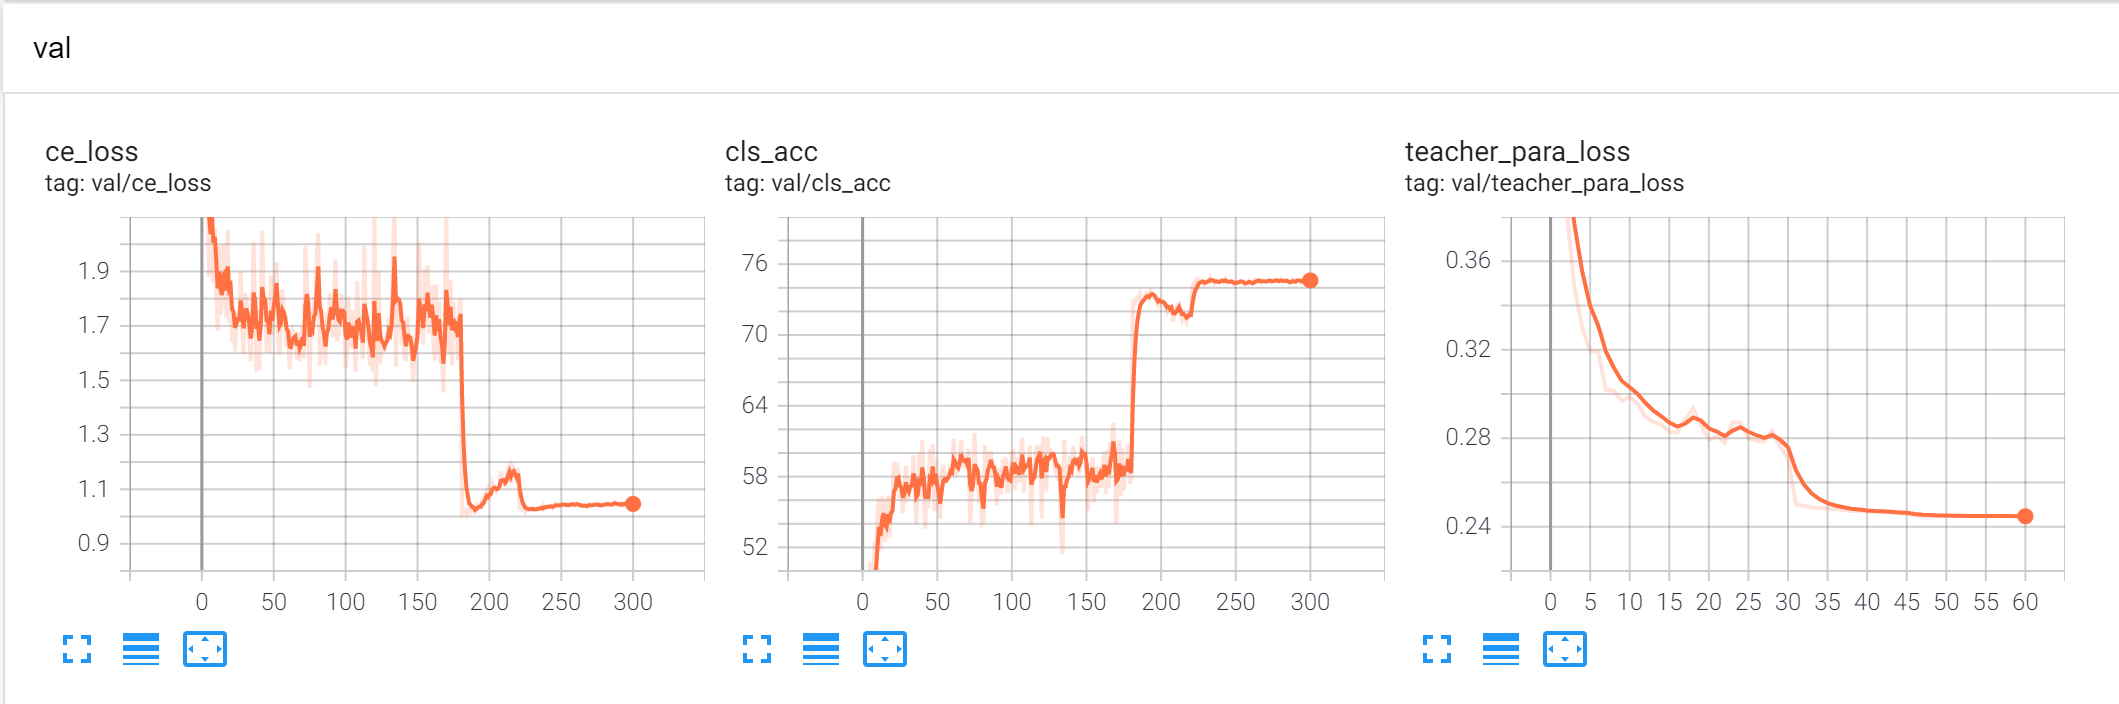 val
ce_loss
tag: val/ce_loss
1.9
1.7
1.5
1.3
1.1
0.9
0 50 100 150 200 250 300
cls_acc
tag: val/cls_acc
76
70
64
58
52
0 50 100 150 200 250 300
teacher_para_loss
tag: val/teacher_para_loss
0.36
0.32
0.28
0.24
0 5 10 15 20 25 30 35 40 45 50 55 60